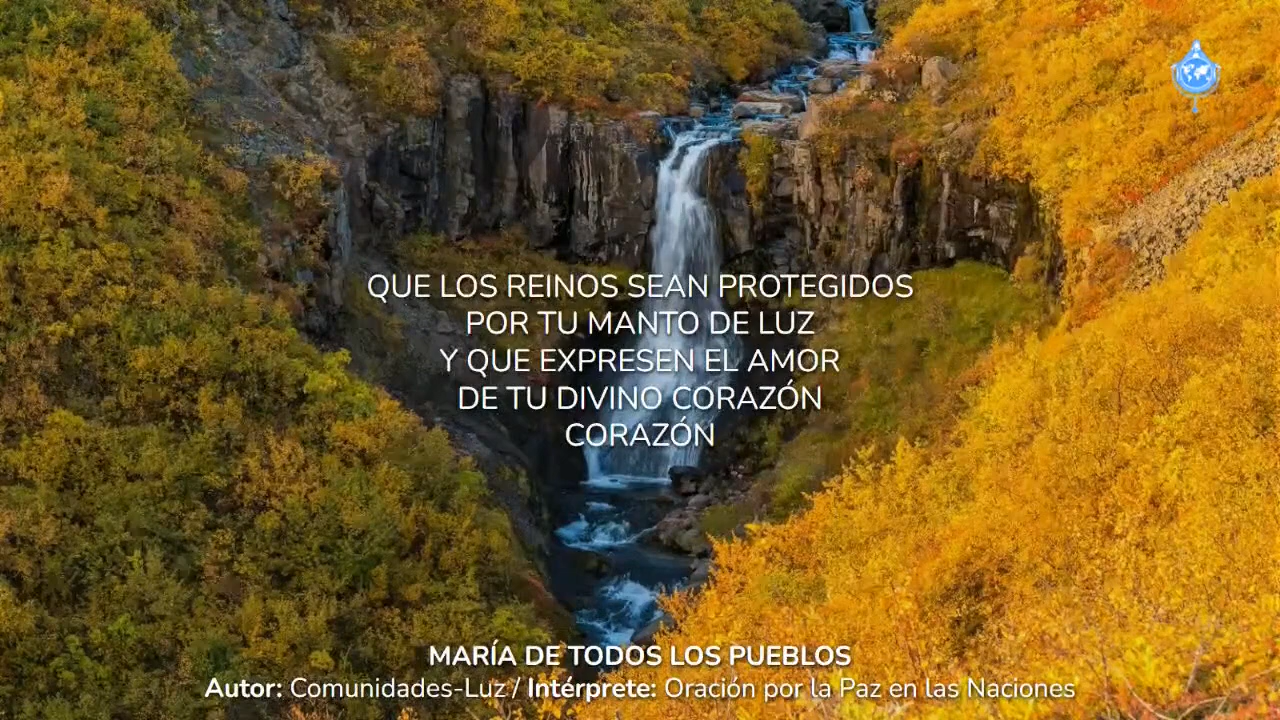 QUE LOS REINOS SEAN PROTEGIDOS
POR TU MANTO DE LUZ
Y QUE EXPRESEN EL AMOR
DE TU DIVINO CORAZÓN
CORAZÓN
MARÍA DE TODOS LOS PUEBLOS
Autor: Comunidades-Luz / Intérprete: Oración por la Paz en las Naciones